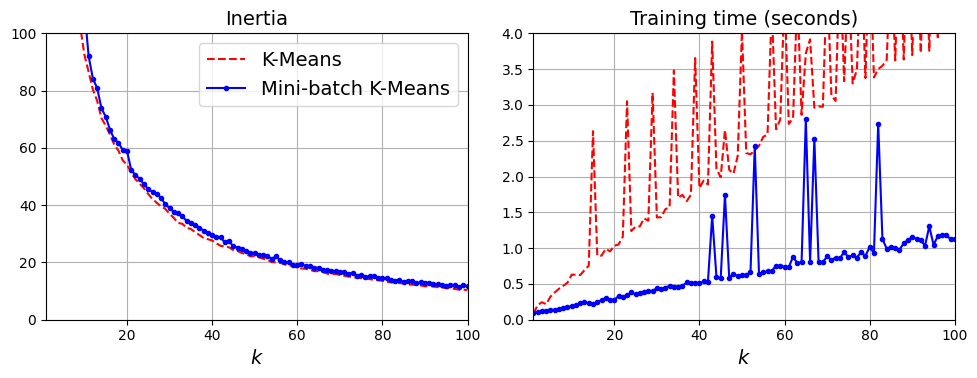 Inertia
100
80
60
40
20
0
20 40 60 80 100
k
K-Means
Mini-batch K-Means
Training time (seconds)
4.0
3.5
3.0
2.5
2.0
1.5
1.0
0.5
0.0
20 40 60 80 100
k